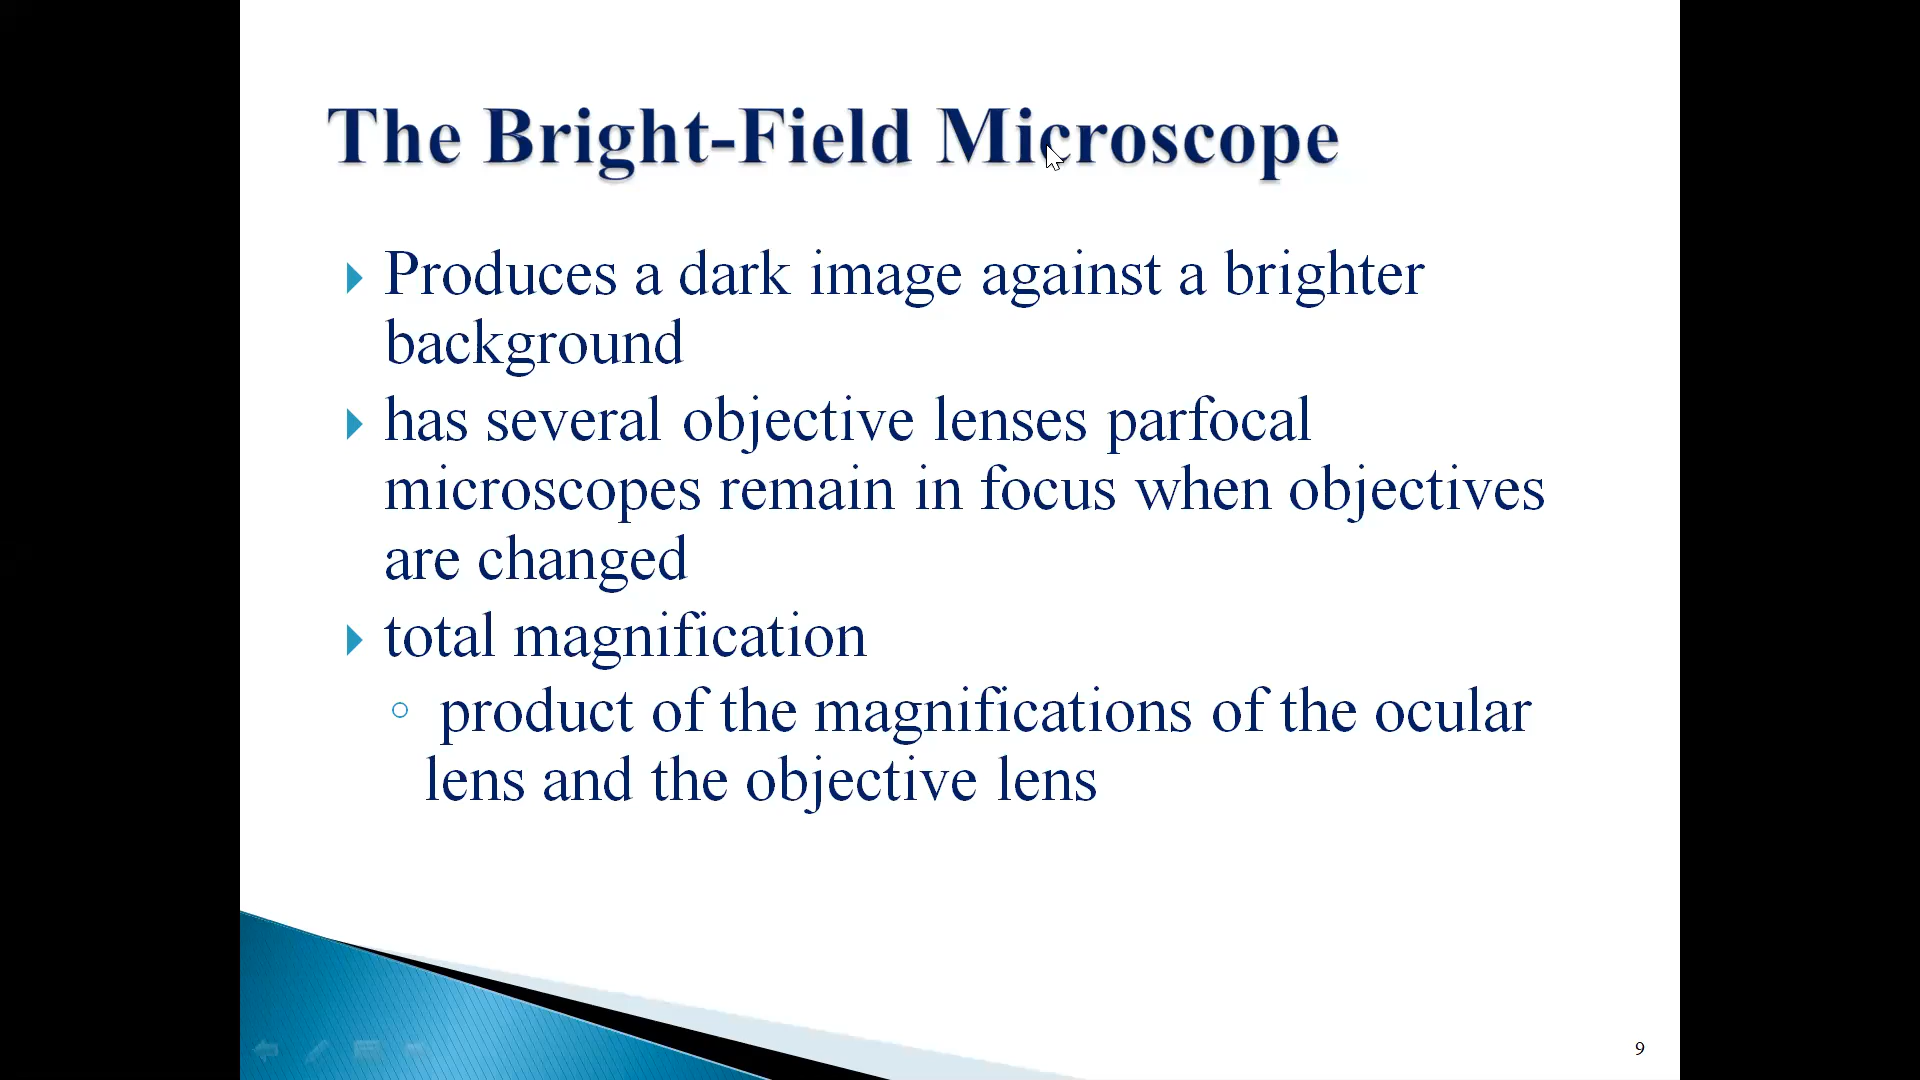 The Bright-Field Microscope
Produces a dark image against a brighter
background
has several objective lenses parfocal
microscopes remain in focus when objectives
are changed
total magnification
product of the magnifications of the ocular
lens and the objective lens
9